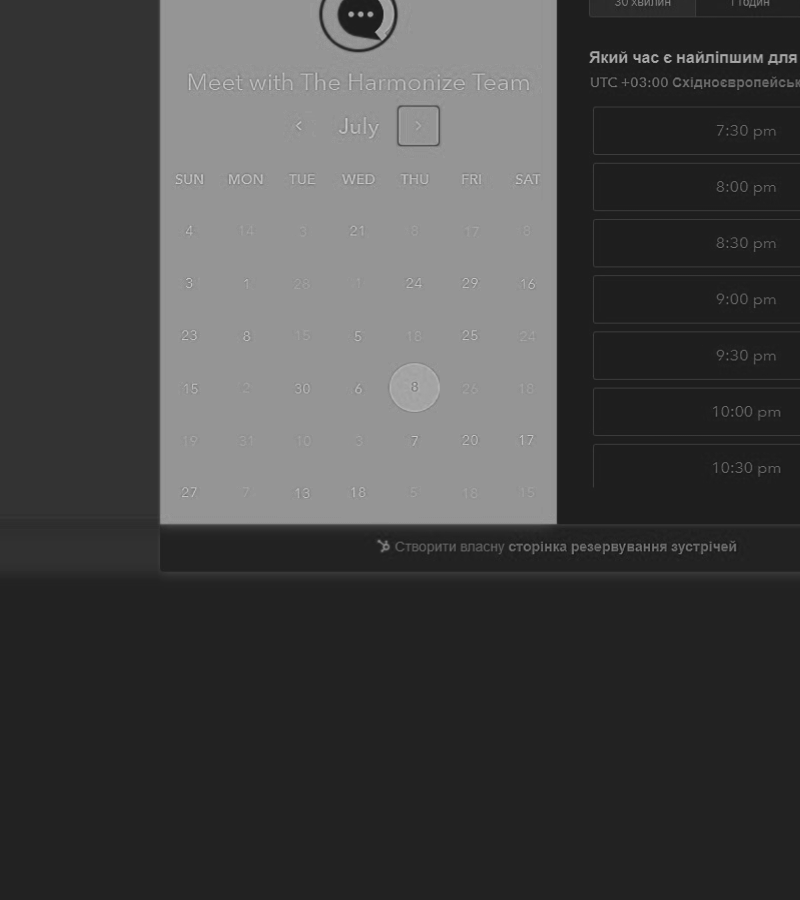 Meet with The Harmonize Team
July
SUN MON TUE WED THU FRI SAT
4 14 3 21 8 17 8
3 1 28 1 24 29 16
23 8 15 5 18 25 24
15 2 30 6 8 26 18
19 31 10 3 7 20 17
27 7 13 18 5 18 15
30 хвилин 1 годин
Який час є найліпшим для
UTC +03:00 Східноєвропейськ
7:30 pm
8:00 pm
8:30 pm
9:00 pm
9:30 pm
10:00 pm
10:30 pm
Створити власну сторінка резервування зустрічей